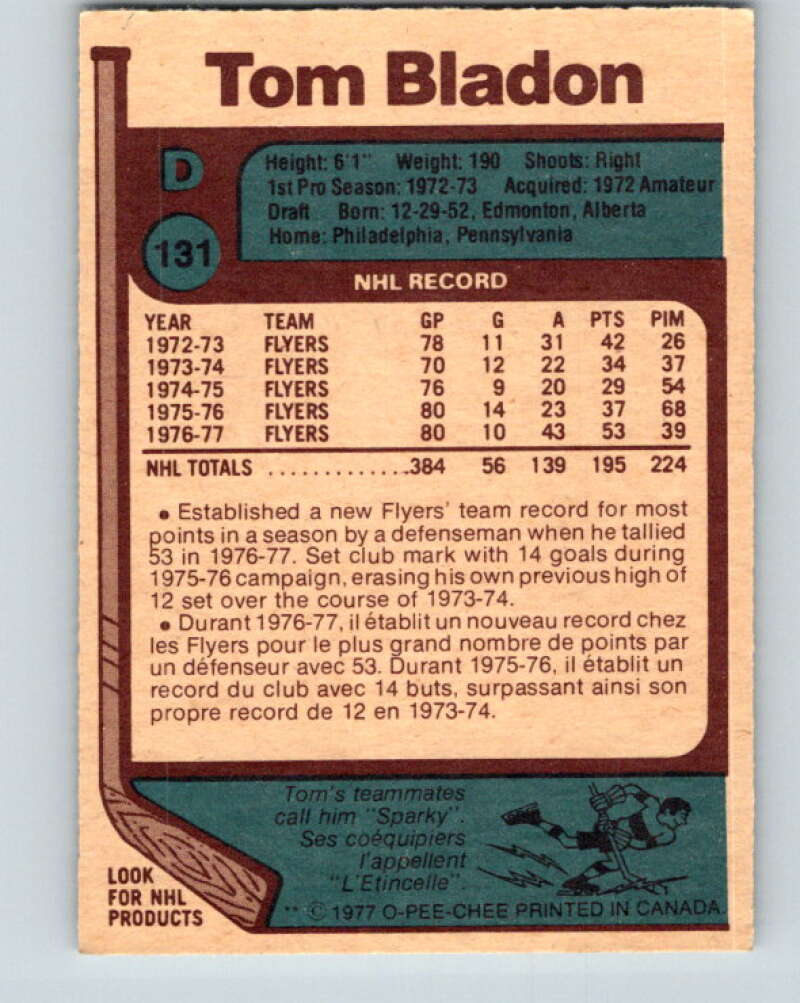 Tom Bladon
D
131
Height: 6'1" Weight: 190 Shoots: Right
1st Pro Season: 1972-73 Acquired: 1972 Amateur
Draft Born: 12-29-52, Edmonton, Alberta
Home: Philadelphia, Pennsylvania
NHL RECORD
YEAR TEAM GP G A PTS PIM
1972-73 FLYERS 78 11 31 42 26
1973-74 FLYERS 70 12 22 34 37
1974-75 FLYERS 76 9 20 29 54
1975-76 FLYERS 80 14 23 37 68
1976-77 FLYERS 80 10 43 53 39
NHL TOTALS .............384 56 139 195 224
• Established a new Flyers' team record for most
points in a season by a defenseman when he tallied
53 in 1976-77. Set club mark with 14 goals during
1975-76 campaign, erasing his own previous high of
12 set over the course of 1973-74.
• Durant 1976-77, il établit un nouveau record chez
les Flyers pour le plus grand nombre de points par
un défenseur avec 53. Durant 1975-76, il établit un
record du club avec 14 buts, surpassant ainsi son
propre record de 12 en 1973-74.
Tom's teammates
call him "Sparky".
Ses coéquipiers
l'appellent
"L'Etincelle".
LOOK
FOR NHL
PRODUCTS
** © 1977 O-PEE-CHEE PRINTED IN CANADA